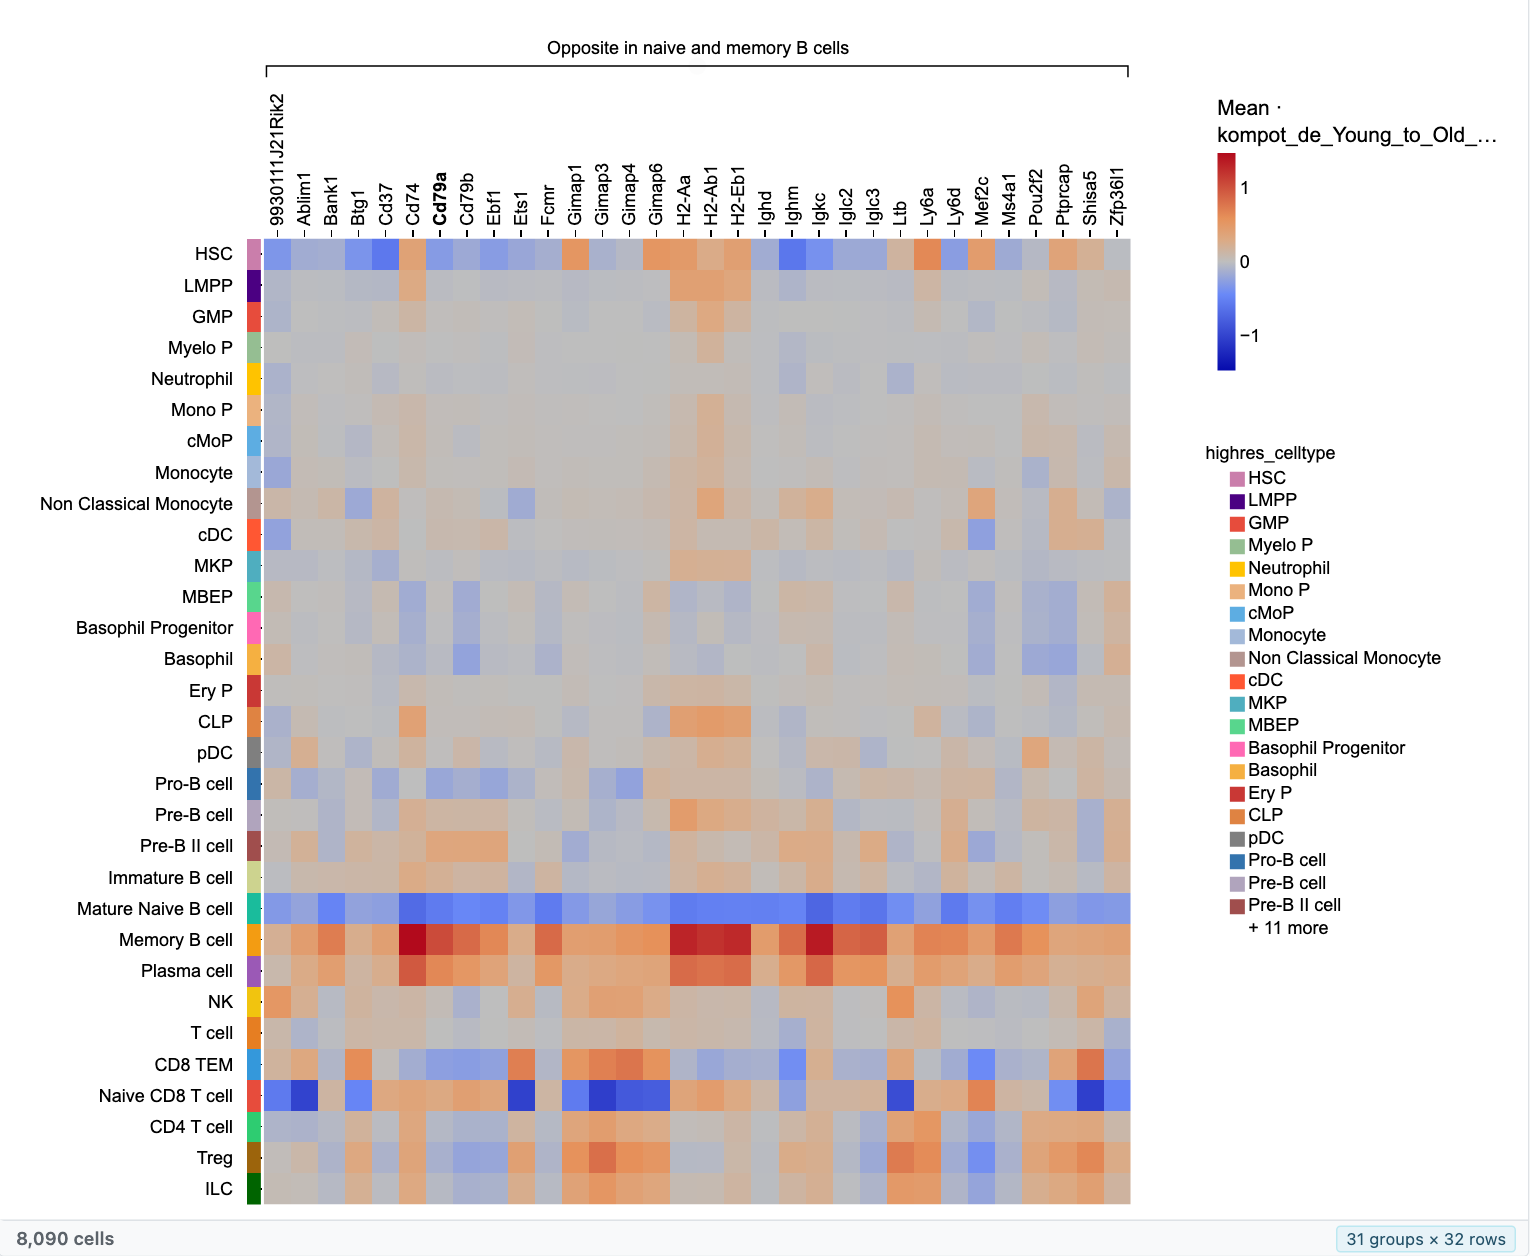 Opposite in naive and memory B cells
9930111J21Rik2
Ablim1
Bank1
Btg1
Cd37
Cd74
Cd79a
Cd79b
Ebf1
Ets1
Fcmr
Gimap1
Gimap3
Gimap4
Gimap6
H2-Aa
H2-Ab1
H2-Eb1
Ighd
Ighm
Igkc
Iglc2
Iglc3
Ltb
Ly6a
Ly6d
Mef2c
Ms4a1
Pou2f2
Ptprcap
Shisa5
Zfp36l1
HSC
LMPP
GMP
Myelo P
Neutrophil
Mono P
cMoP
Monocyte
Non Classical Monocyte
cDC
MKP
MBEP
Basophil Progenitor
Basophil
Ery P
CLP
pDC
Pro-B cell
Pre-B cell
Pre-B II cell
Immature B cell
Mature Naive B cell
Memory B cell
Plasma cell
NK
T cell
CD8 TEM
Naive CD8 T cell
CD4 T cell
Treg
ILC
Mean ·
kompot_de_Young_to_Old_…
1
0
−1
highres_celltype
HSC
LMPP
GMP
Myelo P
Neutrophil
Mono P
cMoP
Monocyte
Non Classical Monocyte
cDC
MKP
MBEP
Basophil Progenitor
Basophil
Ery P
CLP
pDC
Pro-B cell
Pre-B cell
Pre-B II cell
+ 11 more
8,090 cells
31 groups × 32 rows